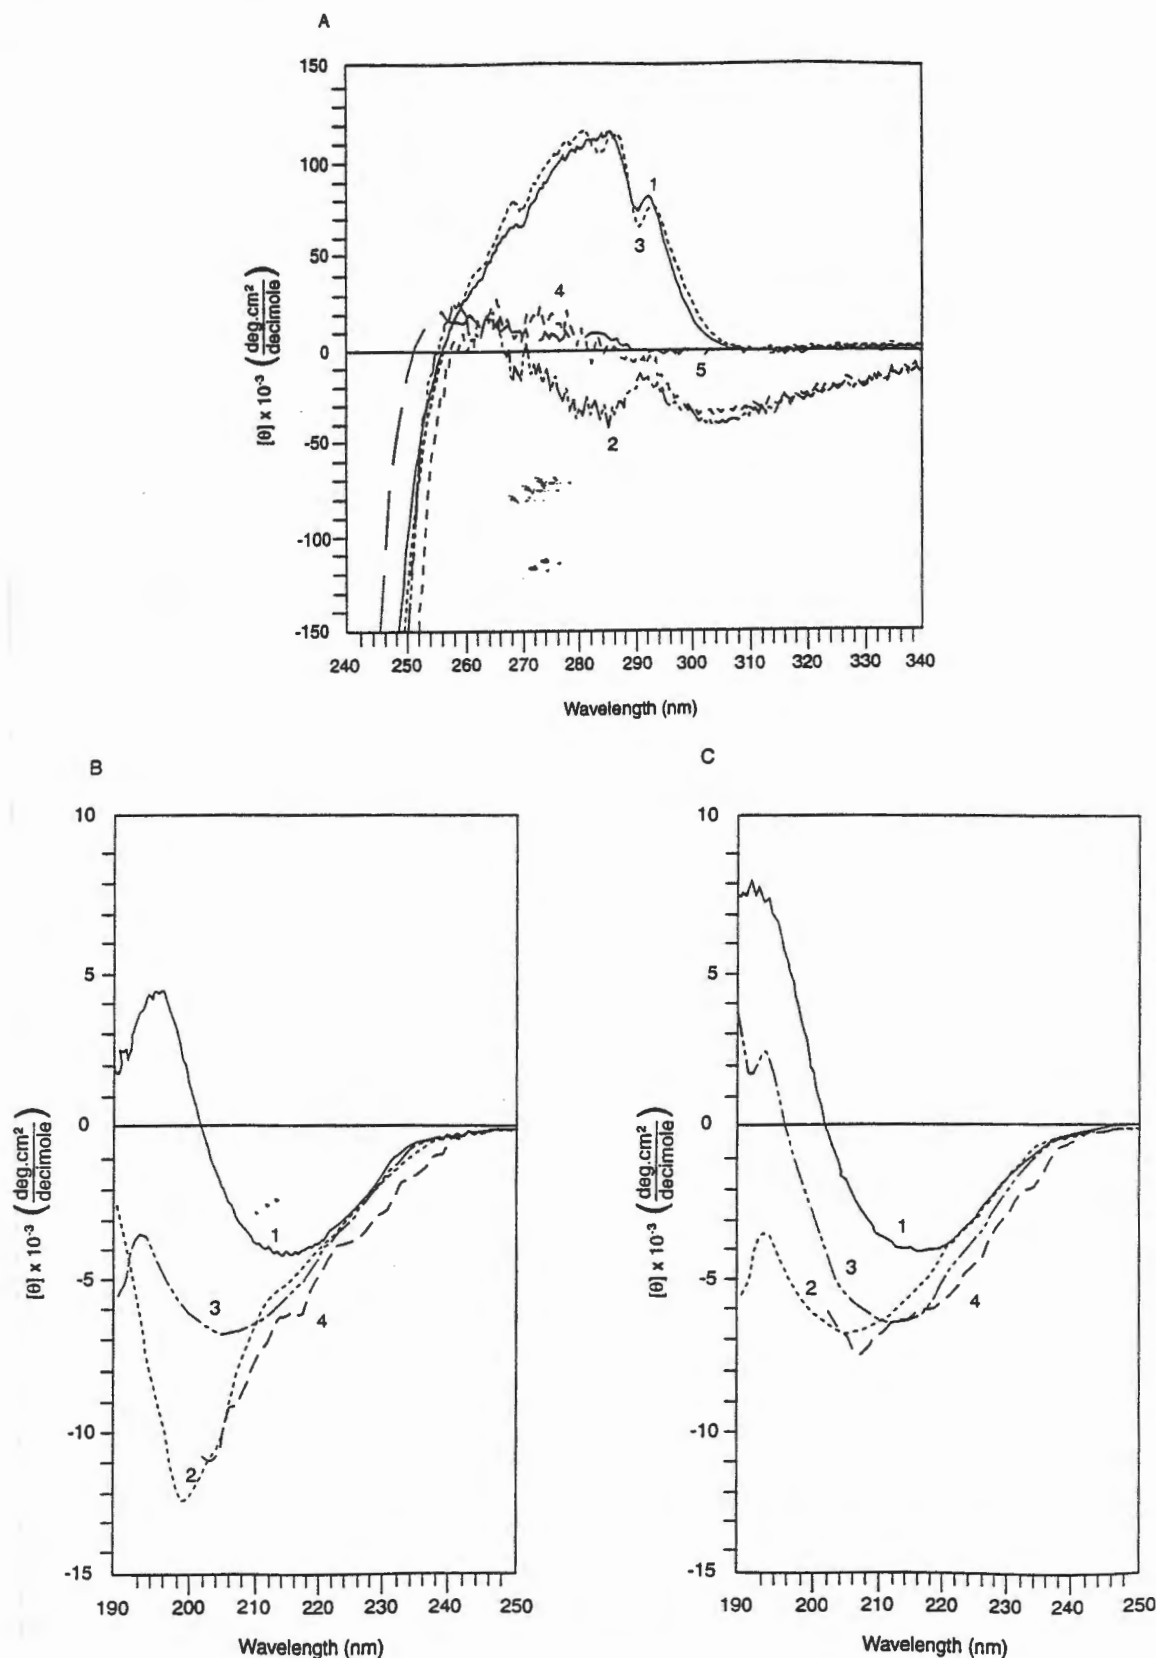 A
150
100
50
0
-50
-100
-150
[θ] x 10⁻³ (deg.cm² / decimole)
1
3
4
5
2
240 250 260 270 280 290 300 310 320 330 340
Wavelength (nm)
B
10
5
0
-5
-10
-15
[θ] x 10⁻³ (deg.cm² / decimole)
1
3
4
2
190 200 210 220 230 240 250
Wavelength (nm)
C
10
5
0
-5
-10
-15
[θ] x 10⁻³ (deg.cm² / decimole)
1
3
2
4
190 200 210 220 230 240 250
Wavelength (nm)